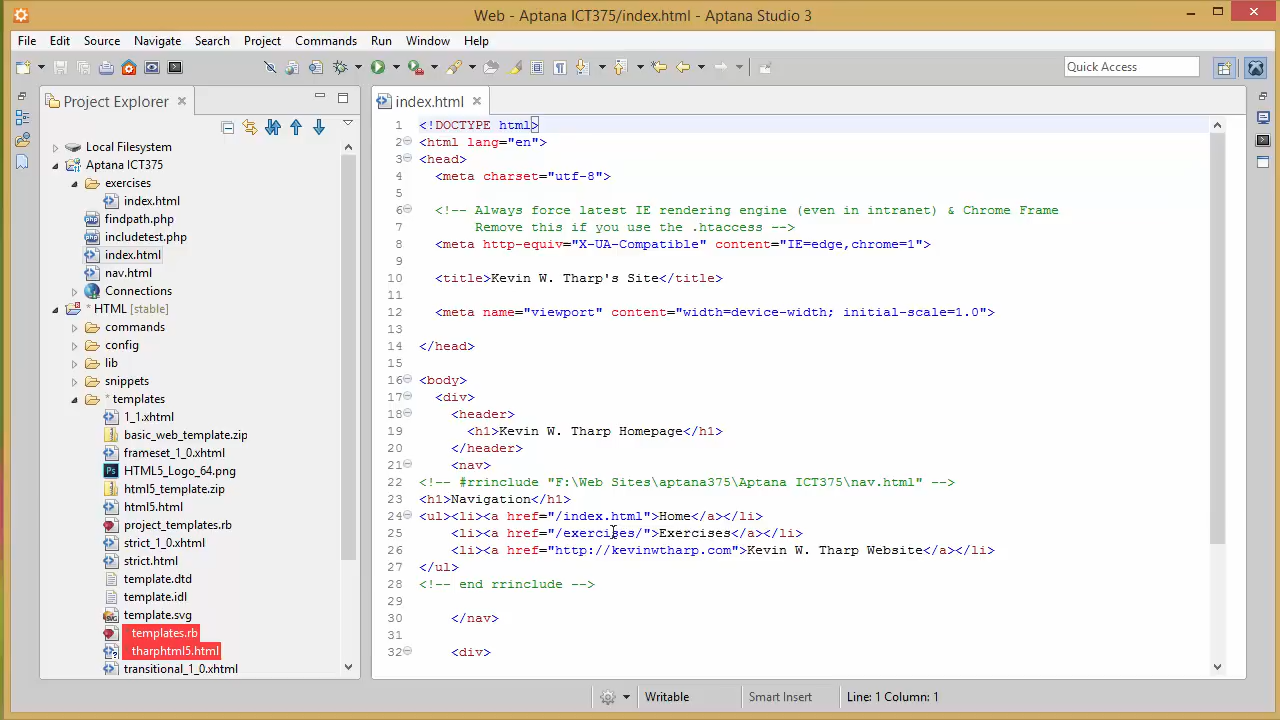 Web - Aptana ICT375/index.html - Aptana Studio 3
File Edit Source Navigate Search Project Commands Run Window Help
Quick Access
Project Explorer
Local Filesystem
Aptana ICT375
exercises
index.html
findpath.php
includetest.php
index.html
nav.html
Connections
* HTML [stable]
commands
config
lib
snippets
* templates
1_1.xhtml
basic_web_template.zip
frameset_1_0.xhtml
HTML5_Logo_64.png
html5_template.zip
html5.html
project_templates.rb
strict_1_0.xhtml
strict.html
template.dtd
template.idl
template.svg
templates.rb
tharphtml5.html
transitional_1_0.xhtml
index.html
1 <!DOCTYPE html>
2 <html lang="en">
3 <head>
4 <meta charset="utf-8">
5
6 <!-- Always force latest IE rendering engine (even in intranet) & Chrome Frame
7 Remove this if you use the .htaccess -->
8 <meta http-equiv="X-UA-Compatible" content="IE=edge,chrome=1">
9
10 <title>Kevin W. Tharp's Site</title>
11
12 <meta name="viewport" content="width=device-width; initial-scale=1.0">
13
14 </head>
15
16 <body>
17 <div>
18 <header>
19 <h1>Kevin W. Tharp Homepage</h1>
20 </header>
21 <nav>
22 <!-- #rrinclude "F:\Web Sites\aptana375\Aptana ICT375\nav.html" -->
23 <h1>Navigation</h1>
24 <ul><li><a href="/index.html">Home</a></li>
25 <li><a href="/exercises/">Exercises</a></li>
26 <li><a href="http://kevinwtharp.com">Kevin W. Tharp Website</a></li>
27 </ul>
28 <!-- end rrinclude -->
29
30 </nav>
31
32 <div>
Writable Smart Insert Line: 1 Column: 1